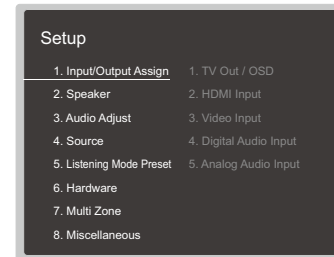 Setup
1. Input/Output Assign
2. Speaker
3. Audio Adjust
4. Source
5. Listening Mode Preset
6. Hardware
7. Multi Zone
8. Miscellaneous
1. TV Out / OSD
2. HDMI Input
3. Video Input
4. Digital Audio Input
5. Analog Audio Input